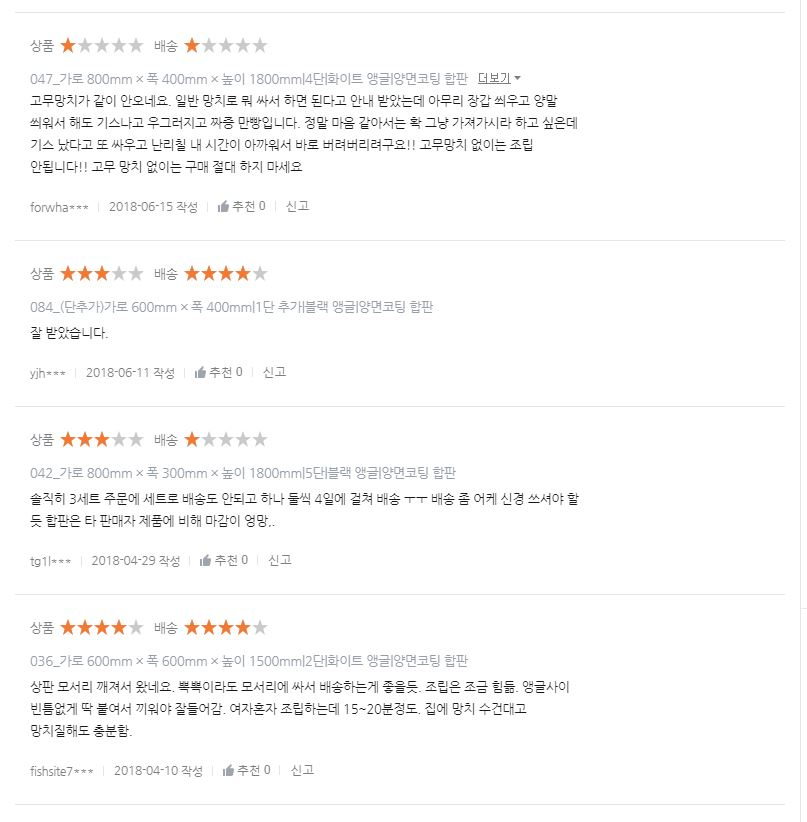 상품 ★★★★★ 배송 ★★★★★
047_가로 800mm × 폭 400mm × 높이 1800mm|4단|화이트 앵글|양면코팅 합판 더보기
고무망치가 같이 안오네요. 일반 망치로 뭐 싸서 하면 된다고 안내 받았는데 아무리 장갑 씌우고 양말
씌워서 해도 기스나고 우그러지고 짜증 만빵입니다. 정말 마음 같아서는 확 그냥 가져가시라 하고 싶은데
기스 났다고 또 싸우고 난리칠 내 시간이 아까워서 바로 버려버리려구요!! 고무망치 없이는 조립
안됩니다!! 고무 망치 없이는 구매 절대 하지 마세요
forwha*** 2018-06-15 작성 추천 0 신고
상품 ★★★★★ 배송 ★★★★★
084_(단추가)가로 600mm × 폭 400mm|1단 추가|블랙 앵글|양면코팅 합판
잘 받았습니다.
yjh*** 2018-06-11 작성 추천 0 신고
상품 ★★★★★ 배송 ★★★★★
042_가로 800mm × 폭 300mm × 높이 1800mm|5단|블랙 앵글|양면코팅 합판
솔직히 3세트 주문에 세트로 배송도 안되고 하나 둘씩 4일에 걸쳐 배송 ㅜㅜ 배송 좀 어케 신경 쓰셔야 할
듯 합판은 타 판매자 제품에 비해 마감이 엉망,.
tg1l*** 2018-04-29 작성 추천 0 신고
상품 ★★★★★ 배송 ★★★★★
036_가로 600mm × 폭 600mm × 높이 1500mm|2단|화이트 앵글|양면코팅 합판
상판 모서리 깨져서 왔네요. 뽁뽁이라도 모서리에 싸서 배송하는게 좋을듯. 조립은 조금 힘듦. 앵글사이
빈틈없게 딱 붙여서 끼워야 잘들어감. 여자혼자 조립하는데 15~20분정도. 집에 망치 수건대고
망치질해도 충분함.
fishsite7*** 2018-04-10 작성 추천 0 신고